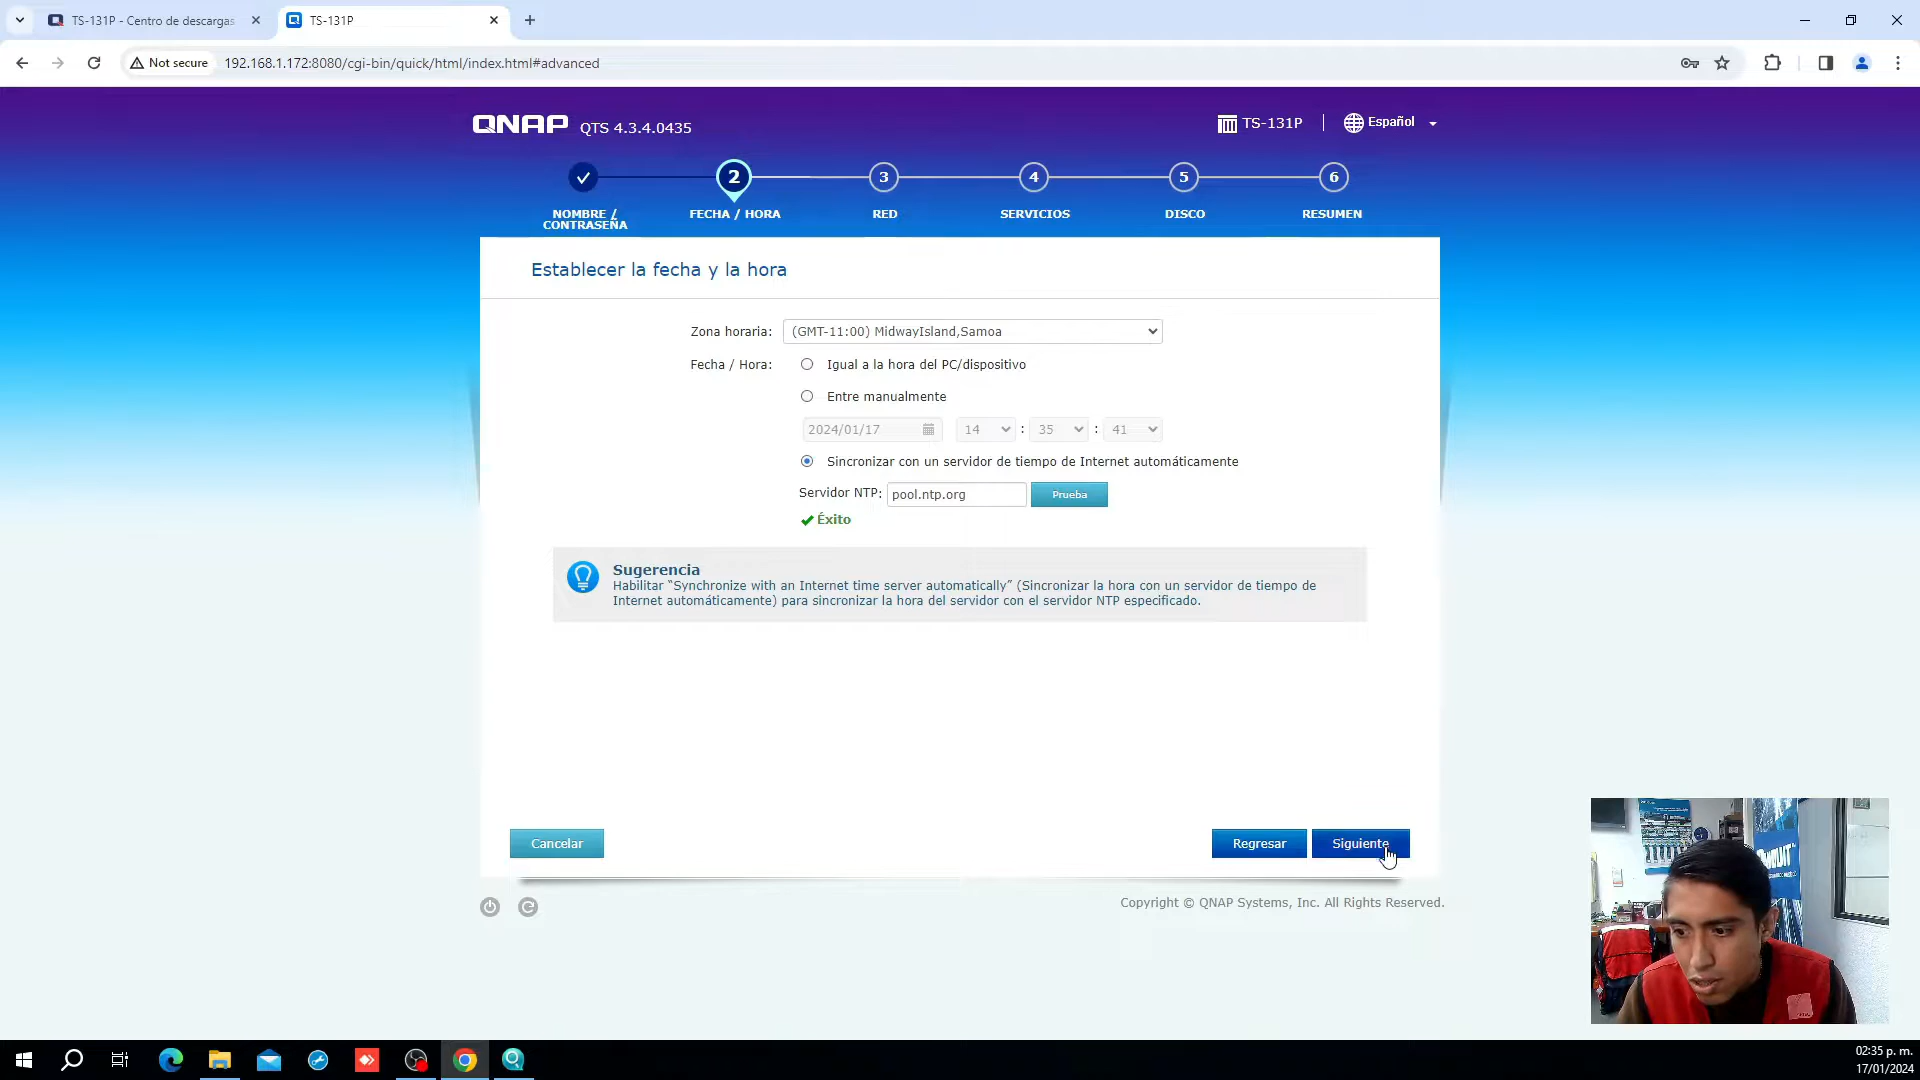 TS-131P - Centro de descargas
TS-131P
Not secure
192.168.1.172:8080/cgi-bin/quick/html/index.html#advanced
QNAP QTS 4.3.4.0435
TS-131P
Español
2
3
4
5
6
NOMBRE /
CONTRASEÑA
FECHA / HORA
RED
SERVICIOS
DISCO
RESUMEN
Establecer la fecha y la hora
Zona horaria: (GMT-11:00) MidwayIsland,Samoa
Fecha / Hora: Igual a la hora del PC/dispositivo
Entre manualmente
2024/01/17 14 : 35 : 41
Sincronizar con un servidor de tiempo de Internet automáticamente
Servidor NTP: pool.ntp.org Prueba
Éxito
Sugerencia
Habilitar “Synchronize with an Internet time server automatically” (Sincronizar la hora con un servidor de tiempo de
Internet automáticamente) para sincronizar la hora del servidor con el servidor NTP especificado.
Cancelar
Regresar
Siguiente
Copyright © QNAP Systems, Inc. All Rights Reserved.
02:35 p. m.
17/01/2024